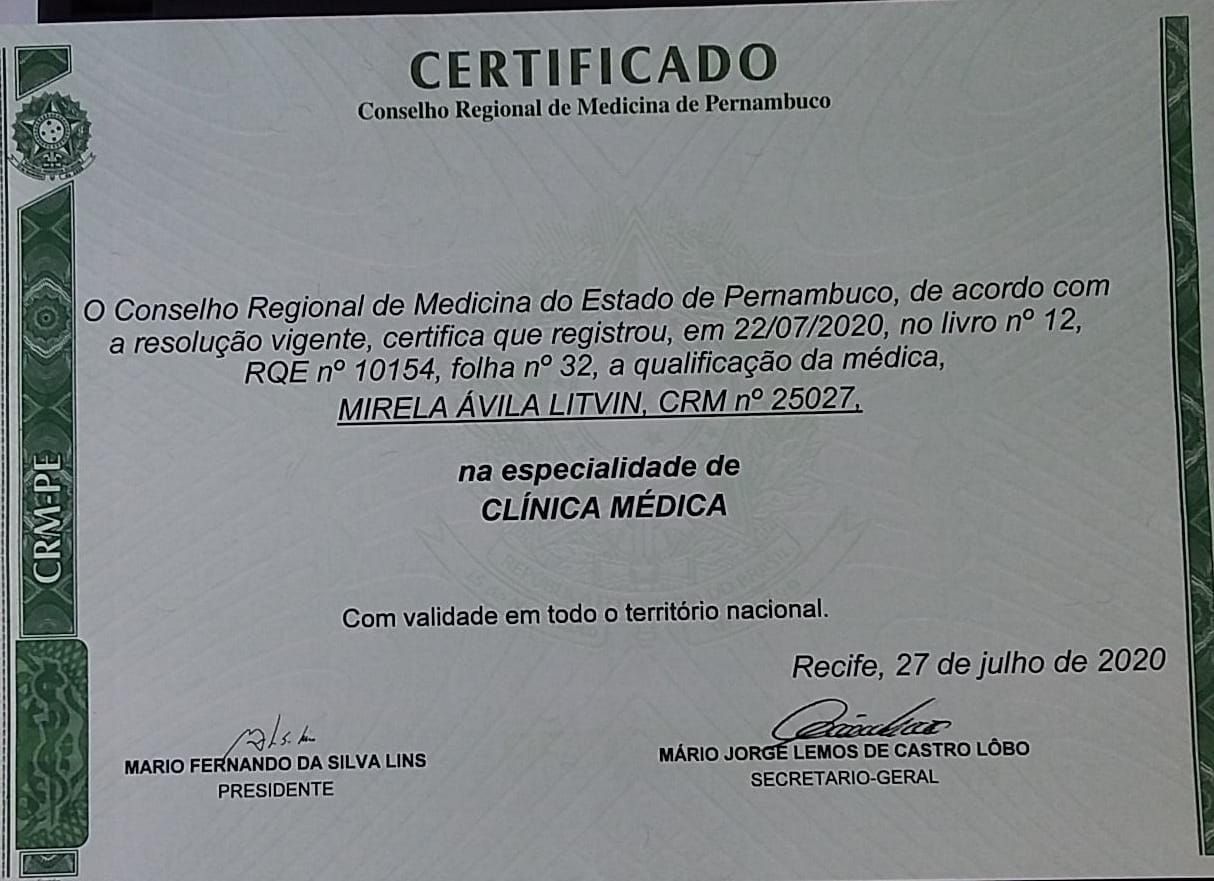 CERTIFICADO
Conselho Regional de Medicina de Pernambuco
O Conselho Regional de Medicina do Estado de Pernambuco, de acordo com
a resolução vigente, certifica que registrou, em 22/07/2020, no livro nº 12,
RQE nº 10154, folha nº 32, a qualificação da médica,
MIRELA ÁVILA LITVIN, CRM nº 25027,
na especialidade de
CLÍNICA MÉDICA
Com validade em todo o território nacional.
Recife, 27 de julho de 2020
MARIO FERNANDO DA SILVA LINS
PRESIDENTE
MÁRIO JORGE LEMOS DE CASTRO LÔBO
SECRETARIO-GERAL
CRM-PE